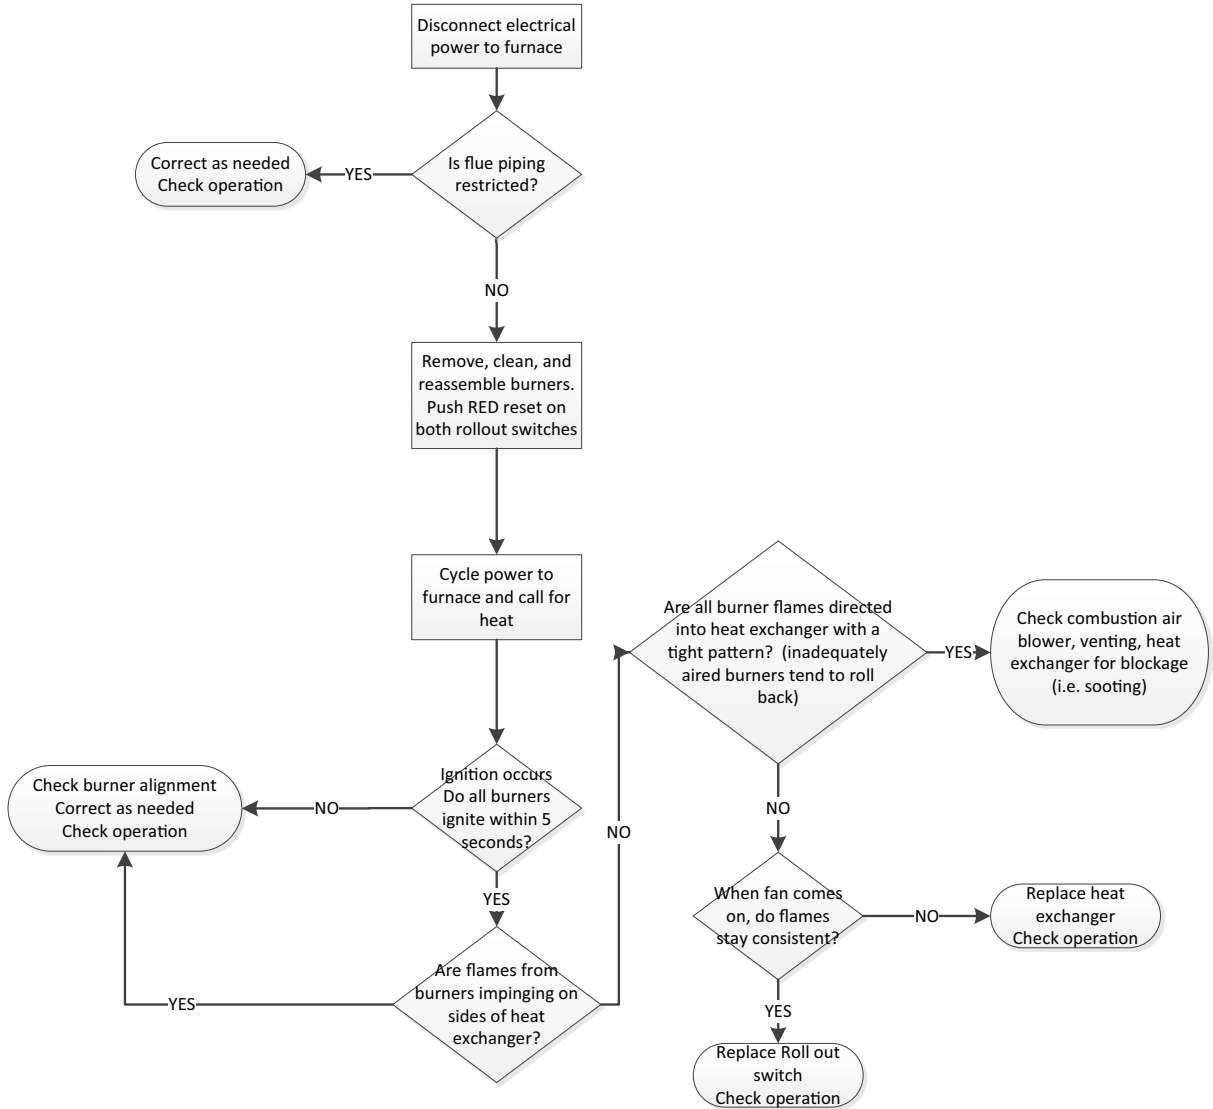 Disconnect electrical
power to furnace
Is flue piping
restricted?
YES
Correct as needed
Check operation
NO
Remove, clean, and
reassemble burners.
Push RED reset on
both rollout switches
Cycle power to
furnace and call for
heat
Ignition occurs
Do all burners
ignite within 5
seconds?
NO
Check burner alignment
Correct as needed
Check operation
YES
Are flames from
burners impinging on
sides of heat
exchanger?
YES
NO
Are all burner flames directed
into heat exchanger with a
tight pattern?  (inadequately
aired burners tend to roll
back)
YES
Check combustion air
blower, venting, heat
exchanger for blockage
(i.e. sooting)
NO
When fan comes
on, do flames
stay consistent?
NO
Replace heat
exchanger
Check operation
YES
Replace Roll out
switch
Check operation